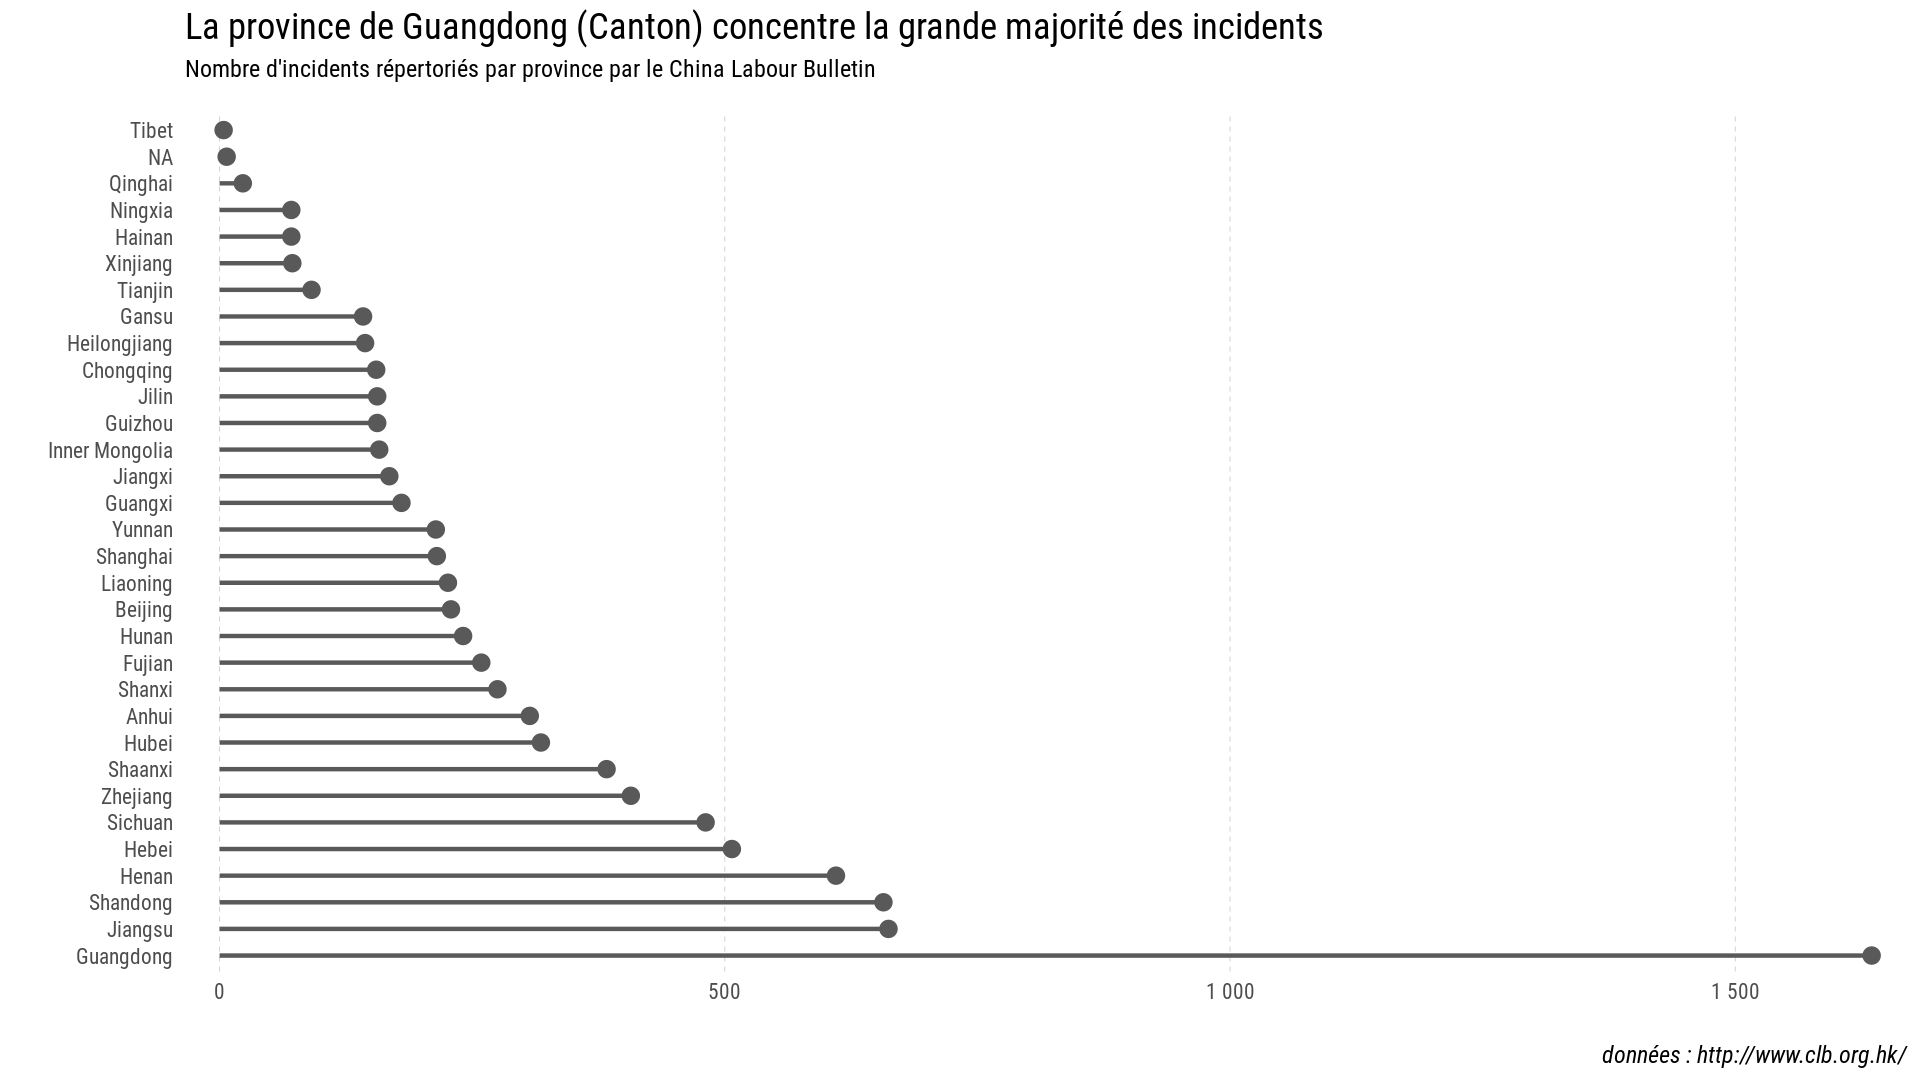 La province de Guangdong (Canton) concentre la grande majorité des incidents
Nombre d'incidents répertoriés par province par le China Labour Bulletin
Tibet
NA
Qinghai
Ningxia
Hainan
Xinjiang
Tianjin
Gansu
Heilongjiang
Chongqing
Jilin
Guizhou
Inner Mongolia
Jiangxi
Guangxi
Yunnan
Shanghai
Liaoning
Beijing
Hunan
Fujian
Shanxi
Anhui
Hubei
Shaanxi
Zhejiang
Sichuan
Hebei
Henan
Shandong
Jiangsu
Guangdong
0 500 1 000 1 500
données : http://www.clb.org.hk/